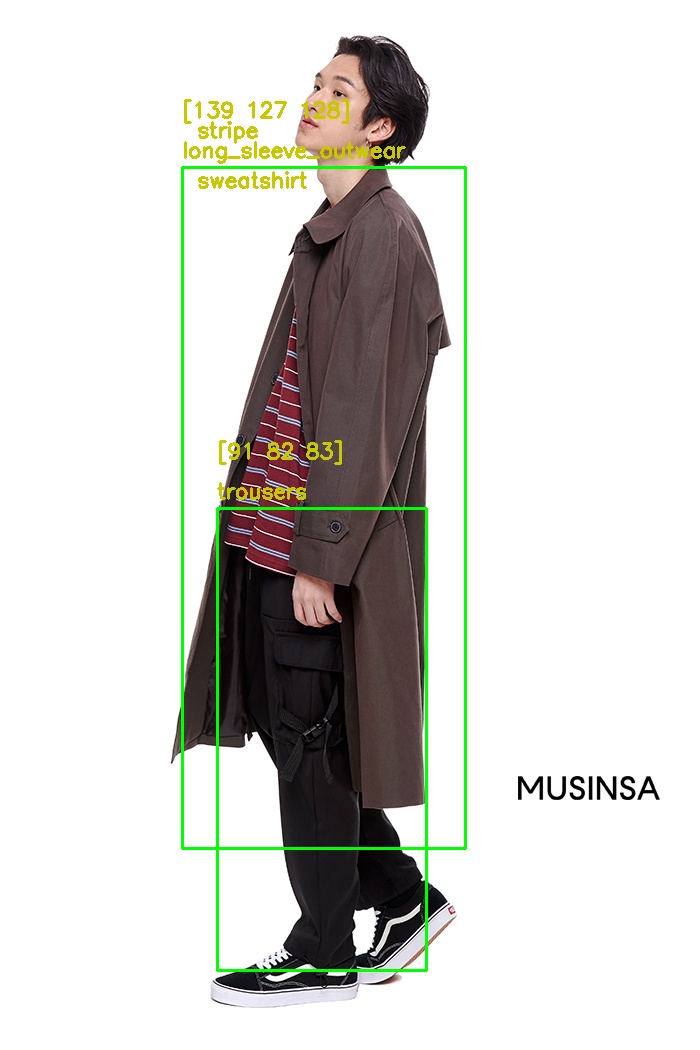 [139 127 128]
stripe
long_sleeve_outwear
sweatshirt
[91 82 83]
trousers
MUSINSA